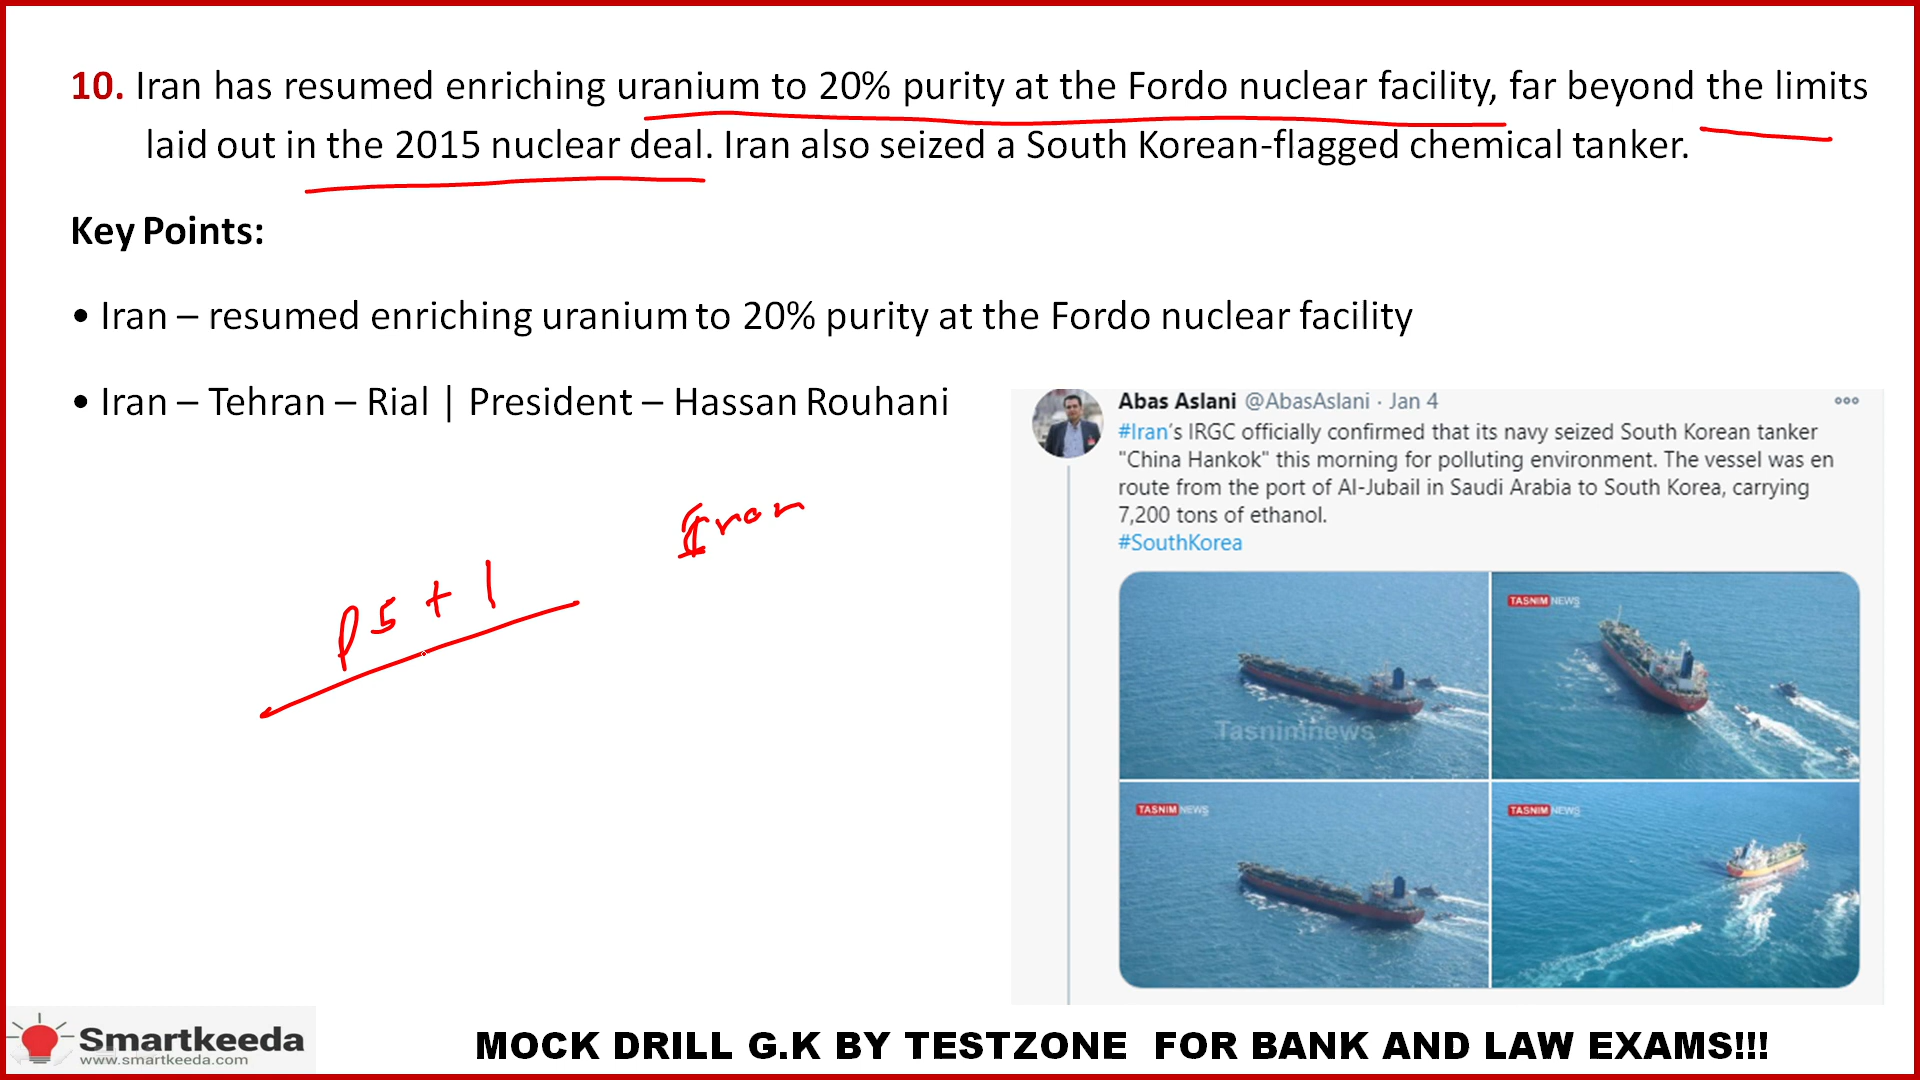 10. Iran has resumed enriching uranium to 20% purity at the Fordo nuclear facility, far beyond the limits
laid out in the 2015 nuclear deal. Iran also seized a South Korean-flagged chemical tanker.
Key Points:
• Iran – resumed enriching uranium to 20% purity at the Fordo nuclear facility
• Iran – Tehran – Rial | President – Hassan Rouhani
Iran
P5 + 1
Abas Aslani @AbasAslani · Jan 4
#Iran's IRGC officially confirmed that its navy seized South Korean tanker
"China Hankok" this morning for polluting environment. The vessel was en
route from the port of Al-Jubail in Saudi Arabia to South Korea, carrying
7,200 tons of ethanol.
#SouthKorea
TASNIM NEWS
Tasnimnews
TASNIM NEWS
TASNIM NEWS
Smartkeeda
www.smartkeeda.com
MOCK DRILL G.K BY TESTZONE FOR BANK AND LAW EXAMS!!!